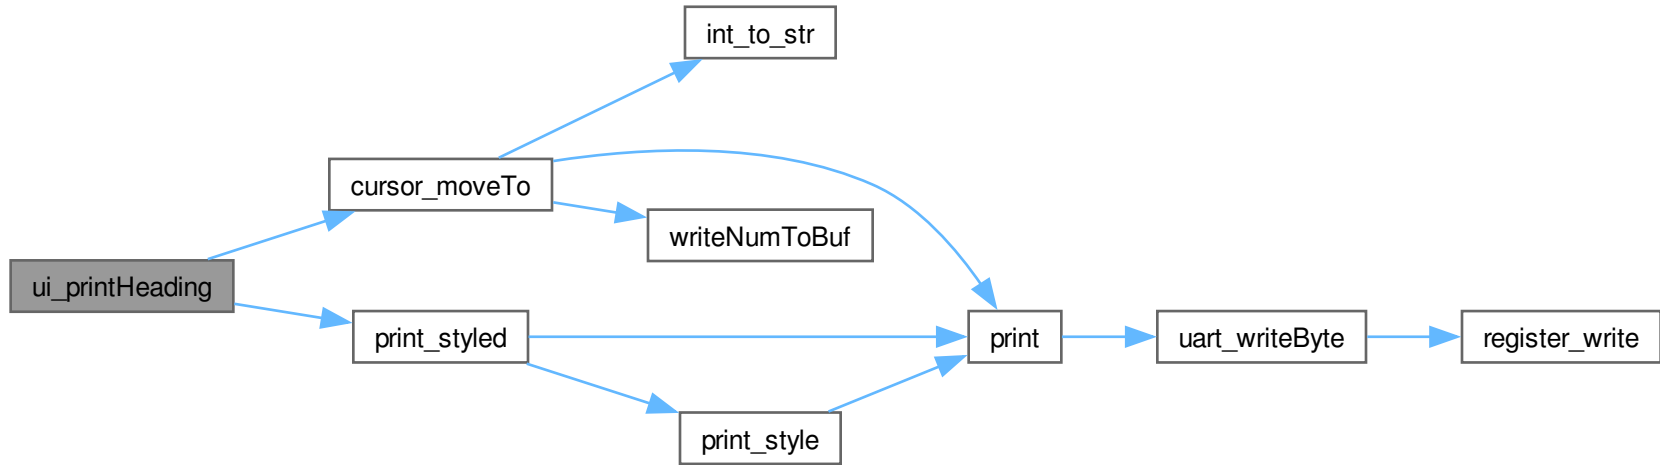 int_to_str
cursor_moveTo
writeNumToBuf
ui_printHeading
print_styled
print
uart_writeByte
register_write
print_style